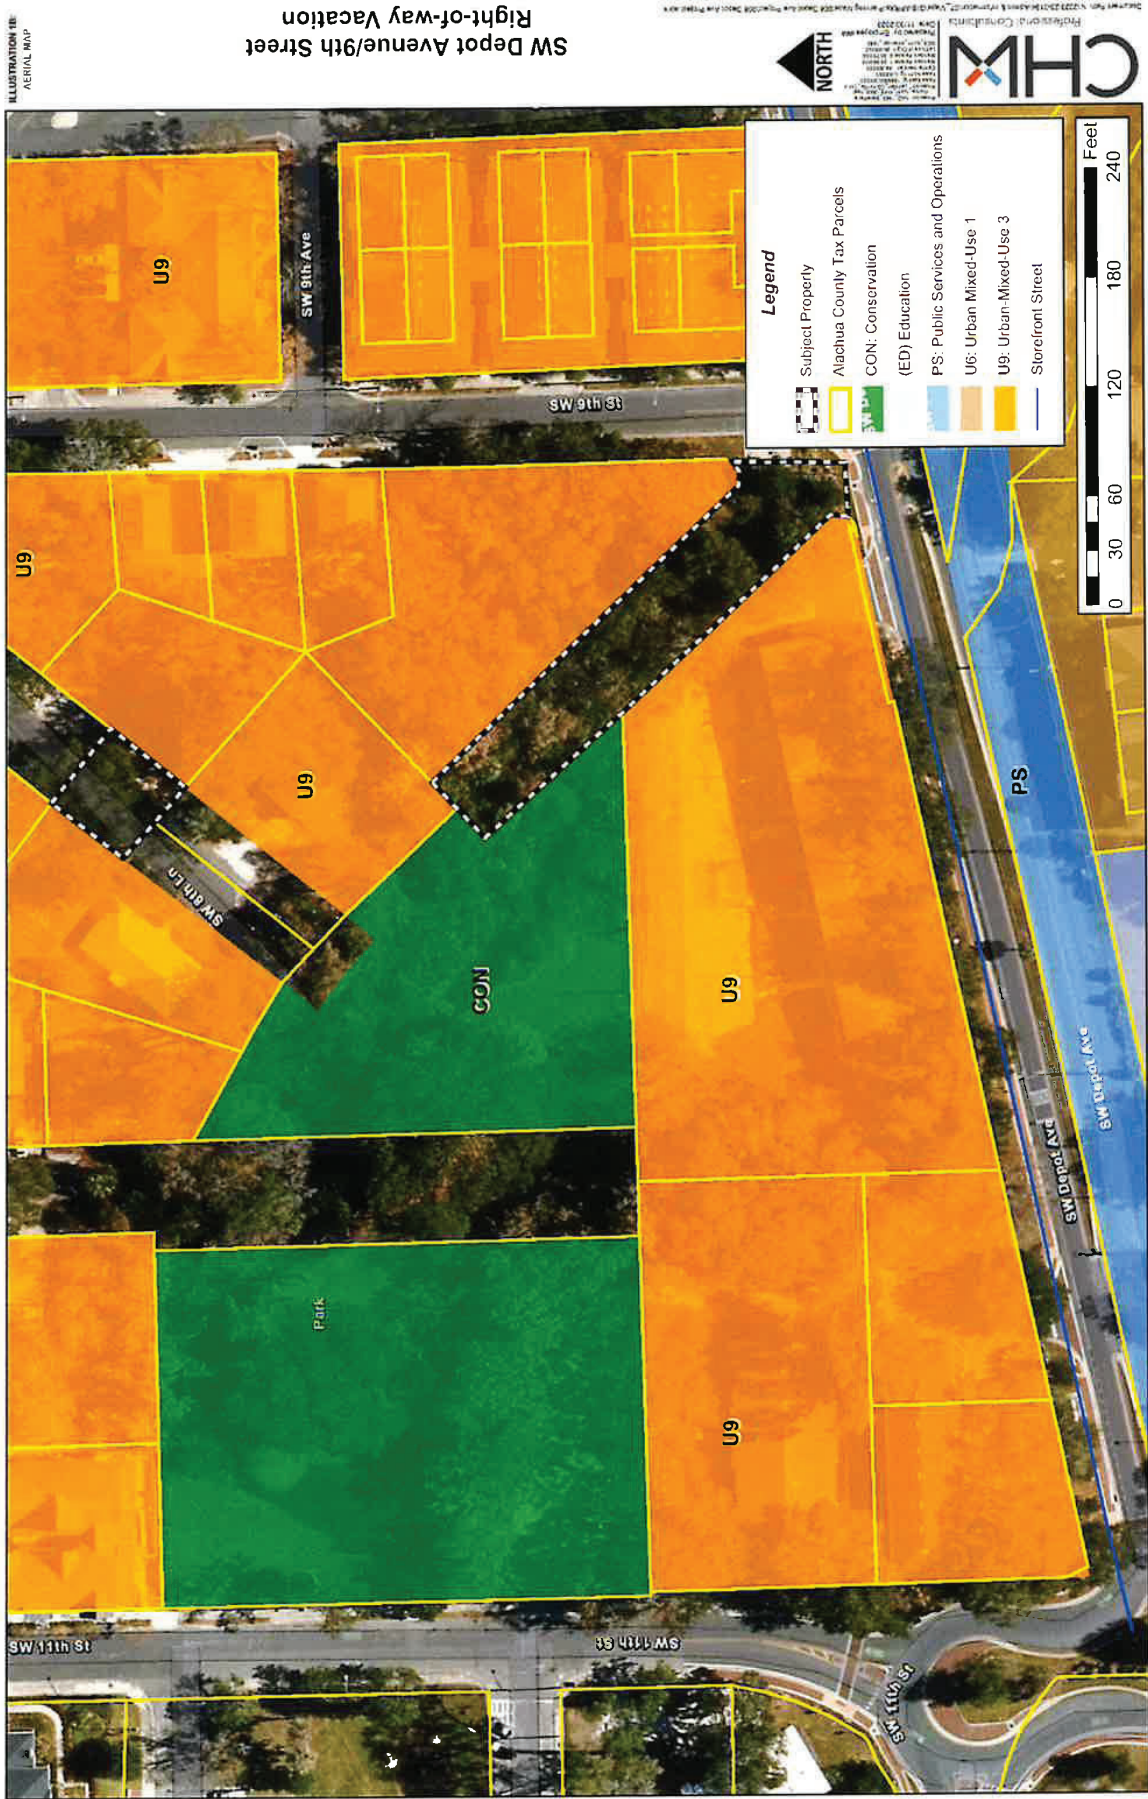 ILLUSTRATION 1B:
AERIAL MAP
SW Depot Avenue/9th Street
Right-of-way Vacation
NORTH
CHW
Professional Consultants
U9
SW 9th Ave
SW 9th St
U9
U9
SW 8th Ln
CON
U9
Park
U9
PS
SW Depot Ave
SW Depot Ave
SW 11th St
SW 11th St
SW 11th St
Legend
Subject Property
Alachua County Tax Parcels
CON: Conservation
(ED) Education
PS: Public Services and Operations
U6: Urban Mixed-Use 1
U9: Urban-Mixed-Use 3
Storefront Street
Feet
0 30 60 120 180 240